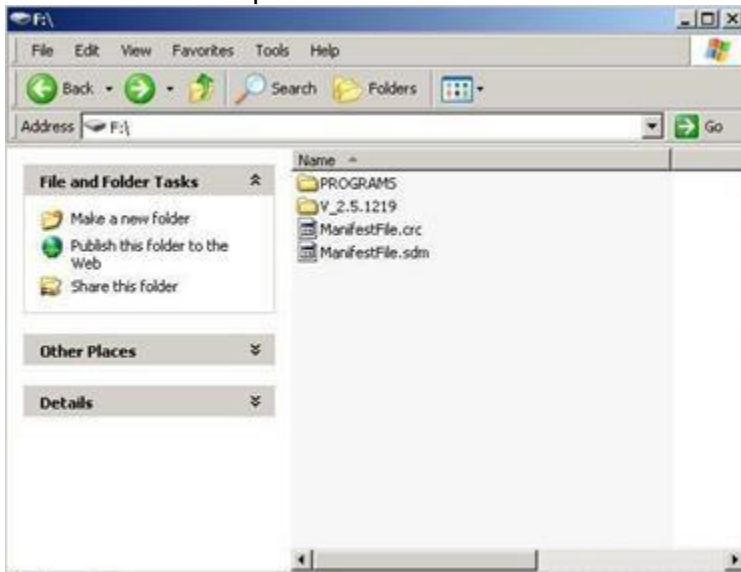 F:\
File Edit View Favorites Tools Help
Back Search Folders
Address F:\ Go
File and Folder Tasks
Make a new folder
Publish this folder to the
Web
Share this folder
Other Places
Details
Name
PROGRAMS
V_2.5.1219
ManifestFile.crc
ManifestFile.sdm